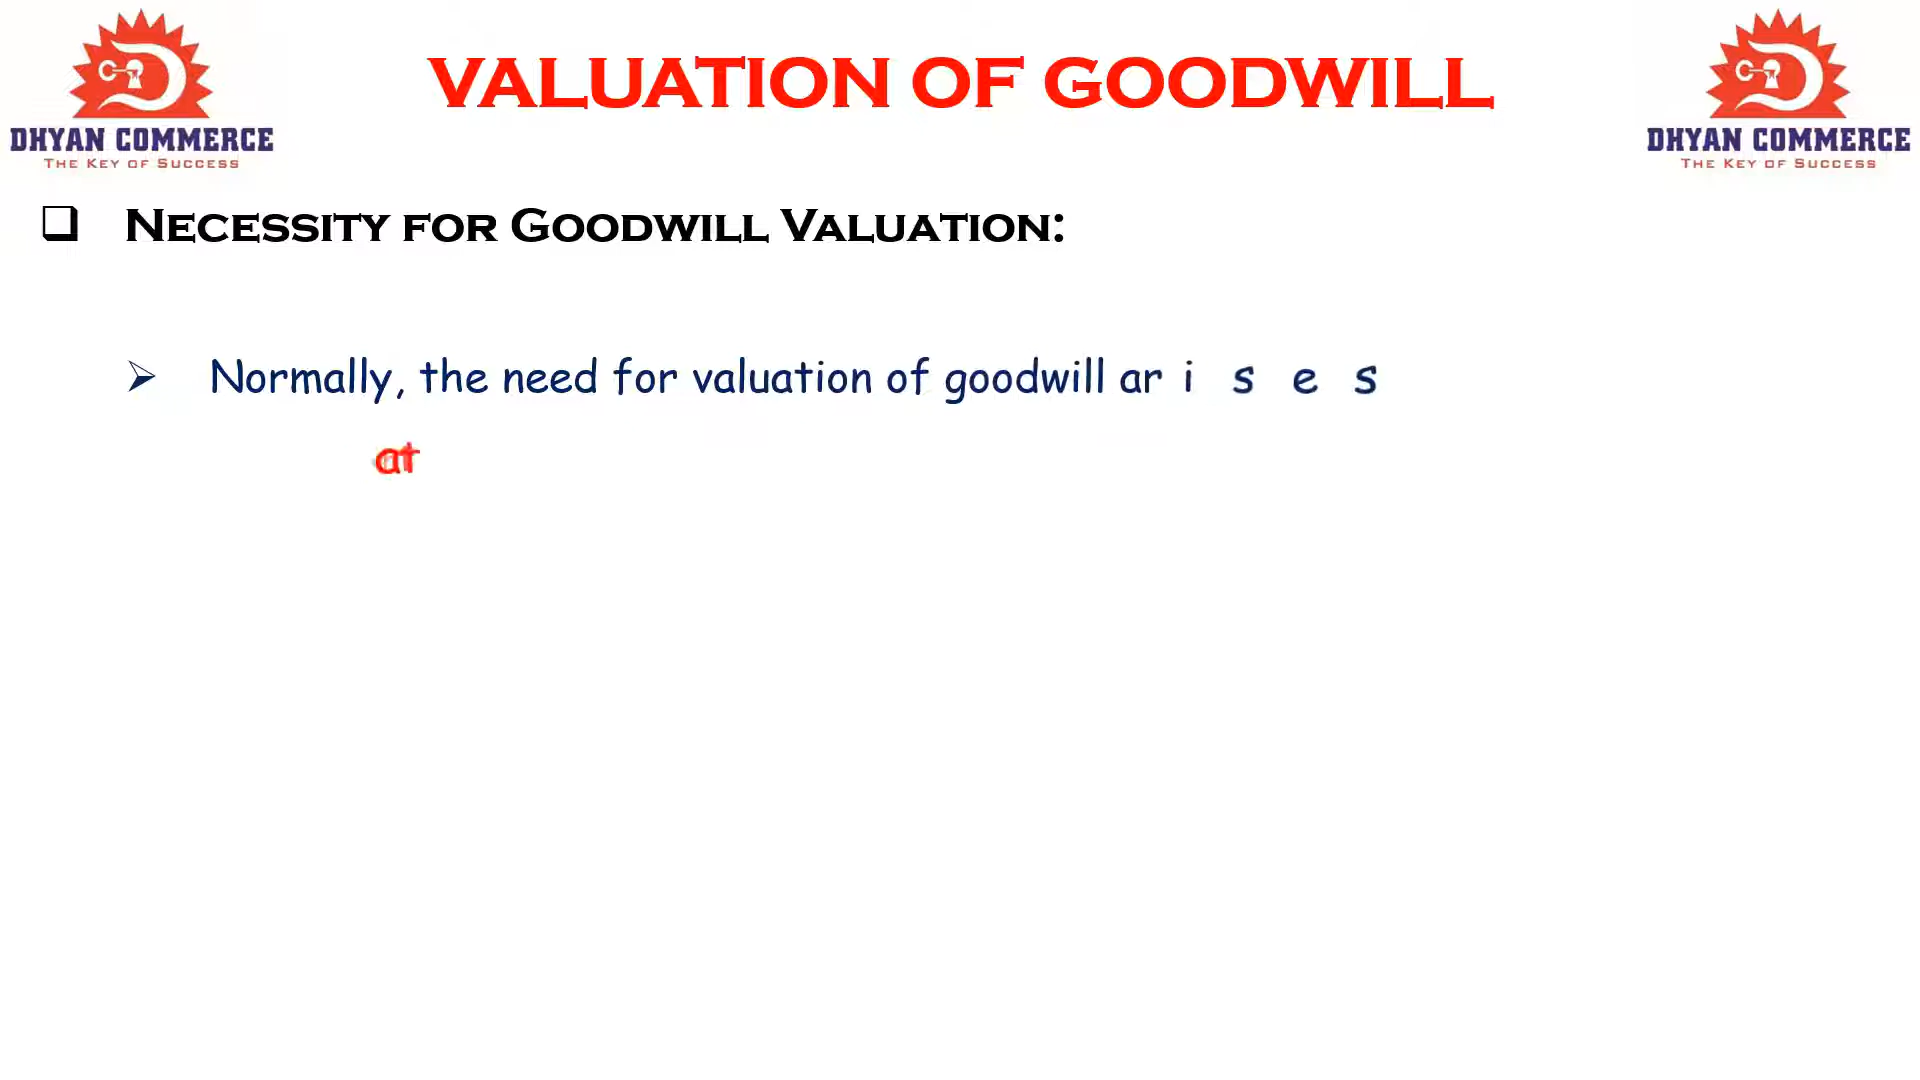 VALUATION OF GOODWILL
DHYAN COMMERCE
The Key of Success
DHYAN COMMERCE
The Key of Success
Necessity for Goodwill Valuation:
Normally, the need for valuation of goodwill arises
at